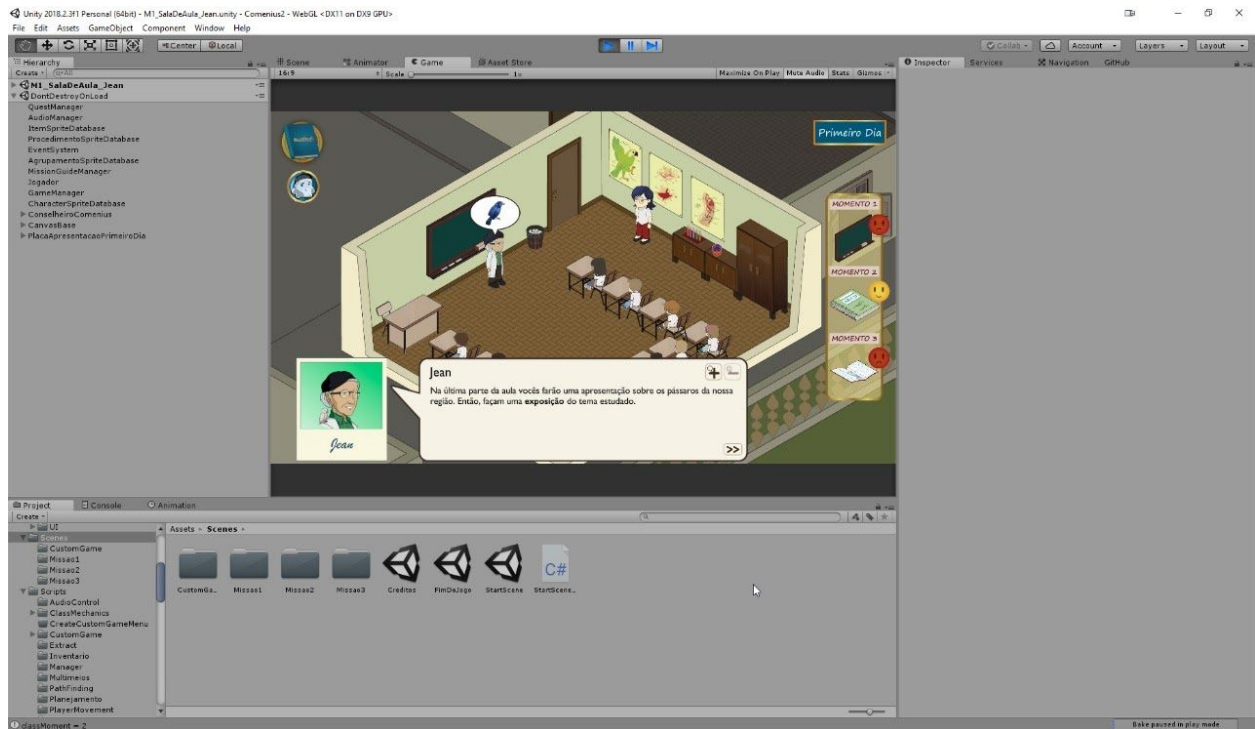 Unity 2018.2.3f1 Personal (64bit) - M1_SalaDeAula_Jean.unity - Comenius2 - WebGL <DX11 on DX9 GPU>
File Edit Assets GameObject Component Window Help
Center Local
Collab Account Layers Layout
Hierarchy
Create
M1_SalaDeAula_Jean
DontDestroyOnLoad
QuestManager
AudioManager
ItemSpriteDatabase
ProcedimentoSpriteDatabase
EventSystem
AgrupamentoSpriteDatabase
MissionGuideManager
Jogador
GameManager
CharacterSpriteDatabase
ConselheiroComenius
CanvasBase
PlacaApresentacaoPrimeiroDia
Scene Animator Game Asset Store
16:9 Scale 1x Maximize On Play Mute Audio Stats Gizmos
Primeiro Dia
MOMENTO 1
MOMENTO 2
MOMENTO 3
Jean
Na última parte da aula vocês farão uma apresentação sobre os pássaros da nossa
região. Então, façam uma exposição do tema estudado.
>>
Jean
Inspector Services Navigation GitHub
Project Console Animation
Create
UI
Scenes
CustomGame
Missao1
Missao2
Missao3
Scripts
AudioControl
ClassMechanics
CreateCustomGameMenu
CustomGame
Extract
Inventario
Manager
Multimeios
PathFinding
Planejamento
PlayerMovement
Assets Scenes
C#
CustomGa... Missao1 Missao2 Missao3 Creditos FimDeJogo StartScene StartScene...
classMoment = 2
Bake paused in play mode